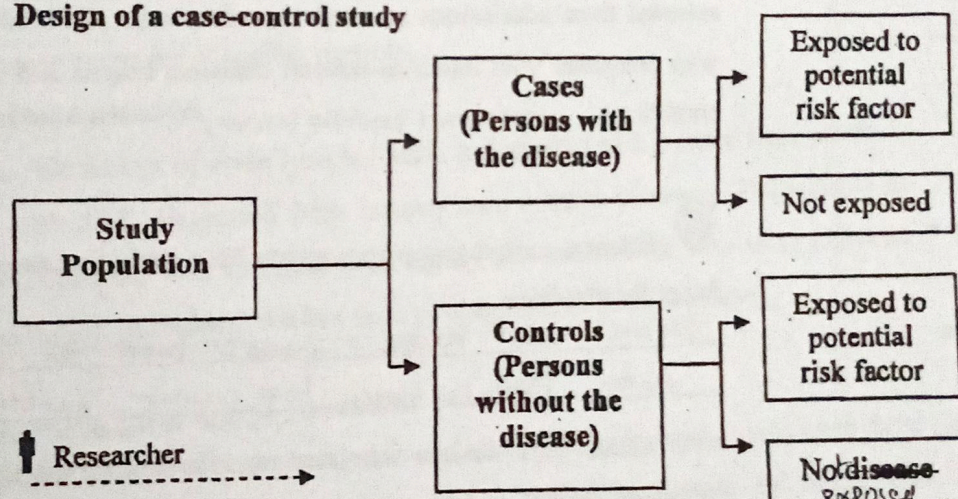 Design of a case-control study
Study
Population
Cases
(Persons with
the disease)
Exposed to
potential
risk factor
Not exposed
Controls
(Persons
without the
disease)
Exposed to
potential
risk factor
Not disease
exposed
Researcher